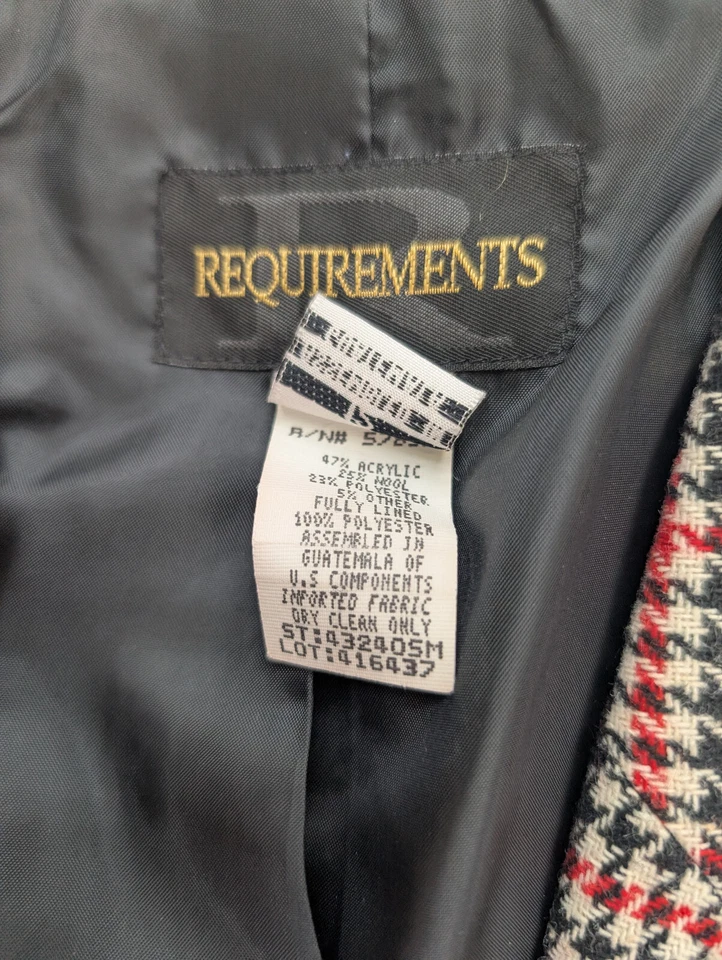 REQUIREMENTS
R/N#
47% ACRYLIC
25% WOOL
23% POLYESTER
5% OTHER
FULLY LINED
100% POLYESTER
ASSEMBLED IN
GUATEMALA OF
U.S COMPONENTS
IMPORTED FABRIC
DRY CLEAN ONLY
ST:432405M
LOT:416437